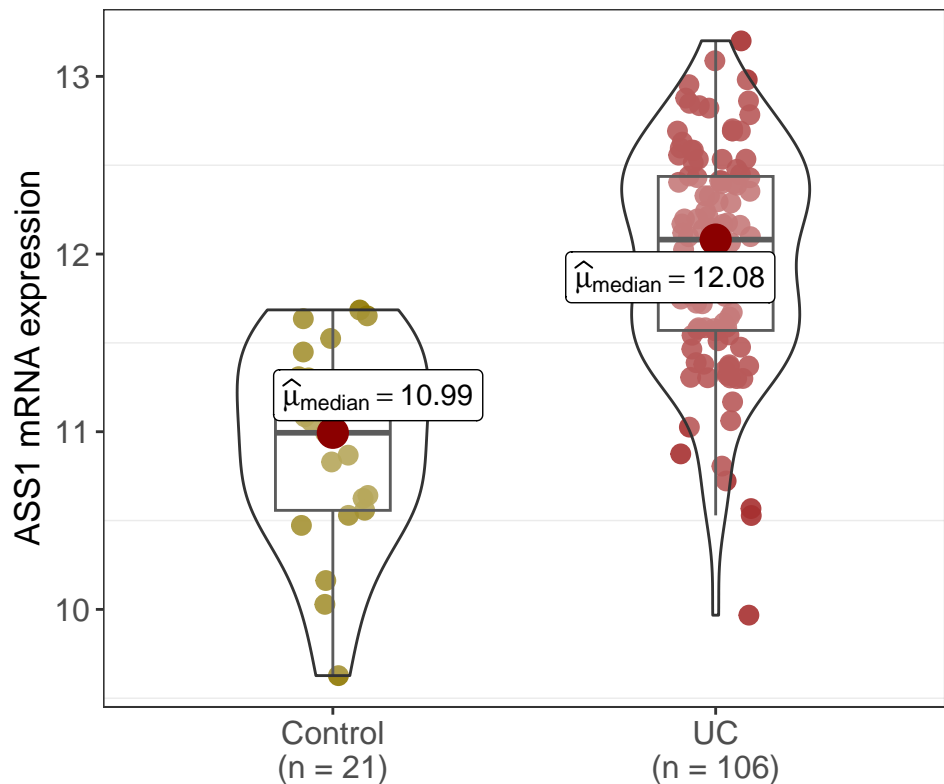 ASS1 mRNA expression
13
12
11
10
μ̂median = 10.99
μ̂median = 12.08
Control
(n = 21)
UC
(n = 106)